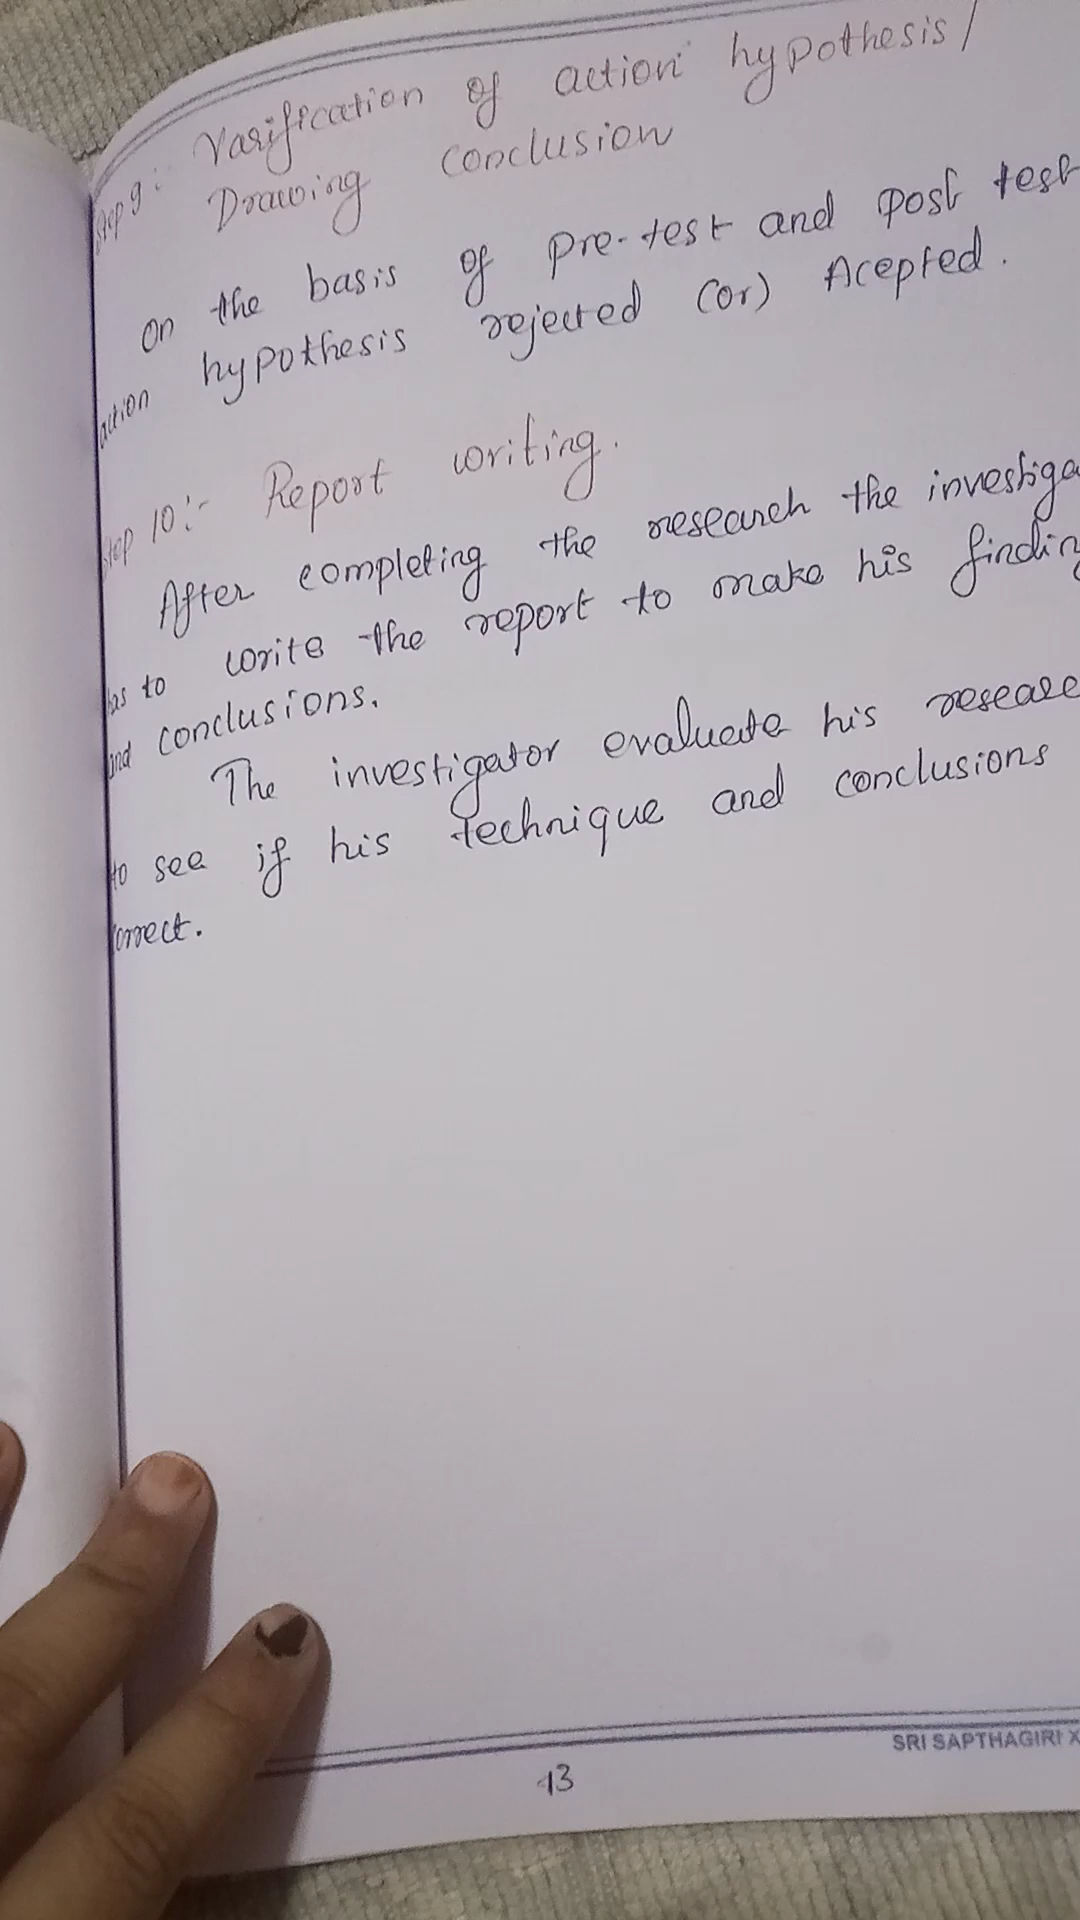 Step 9: Varification of action hypothesis/
Drawing conclusion
on the basis of pre-test and post test
action hypothesis rejected (or) Acepted.
Step 10:- Report writing.
After completing the research the investiga
has to write the report to make his finding
and conclusions.
The investigator evaluate his researc
to see if his technique and conclusions
correct.
SRI SAPTHAGIRI X
13